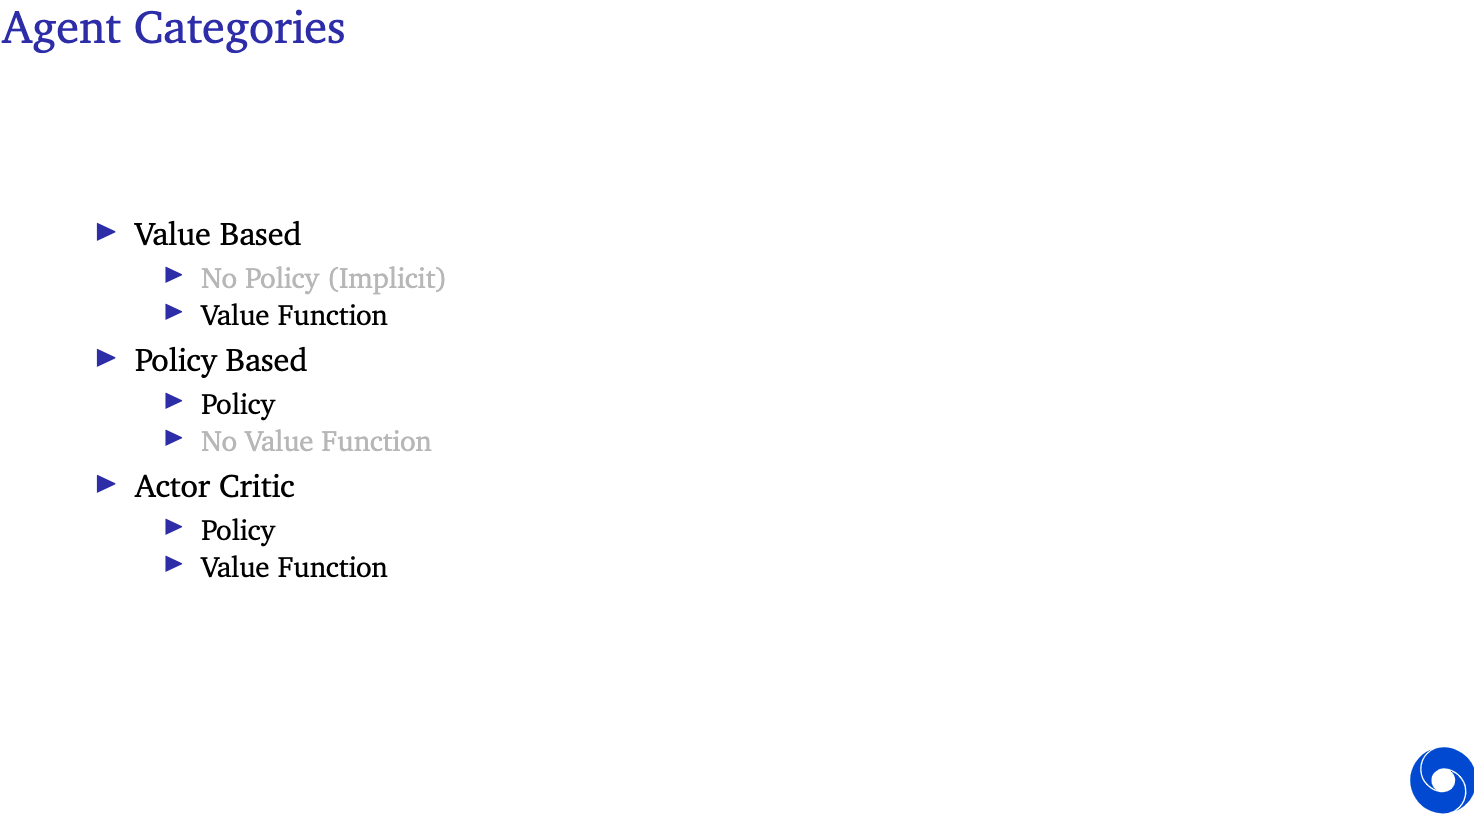 Agent Categories
Value Based
No Policy (Implicit)
Value Function
Policy Based
Policy
No Value Function
Actor Critic
Policy
Value Function